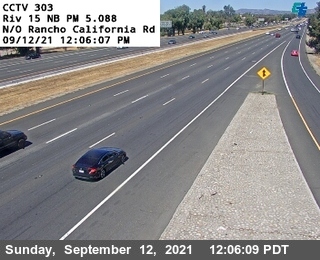 CCTV 303
Riv 15 NB PM 5.088
N/O Rancho California Rd
09/12/21 12:06:07 PM
Sunday, September 12, 2021 12:06:09 PDT